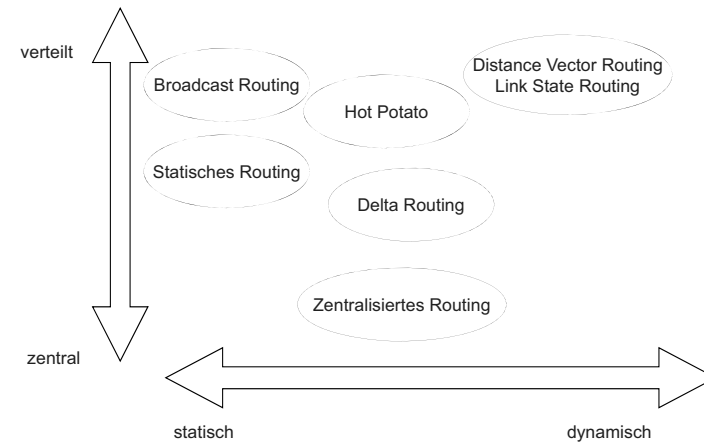 verteilt
Distance Vector Routing
Link State Routing
Broadcast Routing
Hot Potato
Statisches Routing
Delta Routing
Zentralisiertes Routing
zentral
statisch
dynamisch